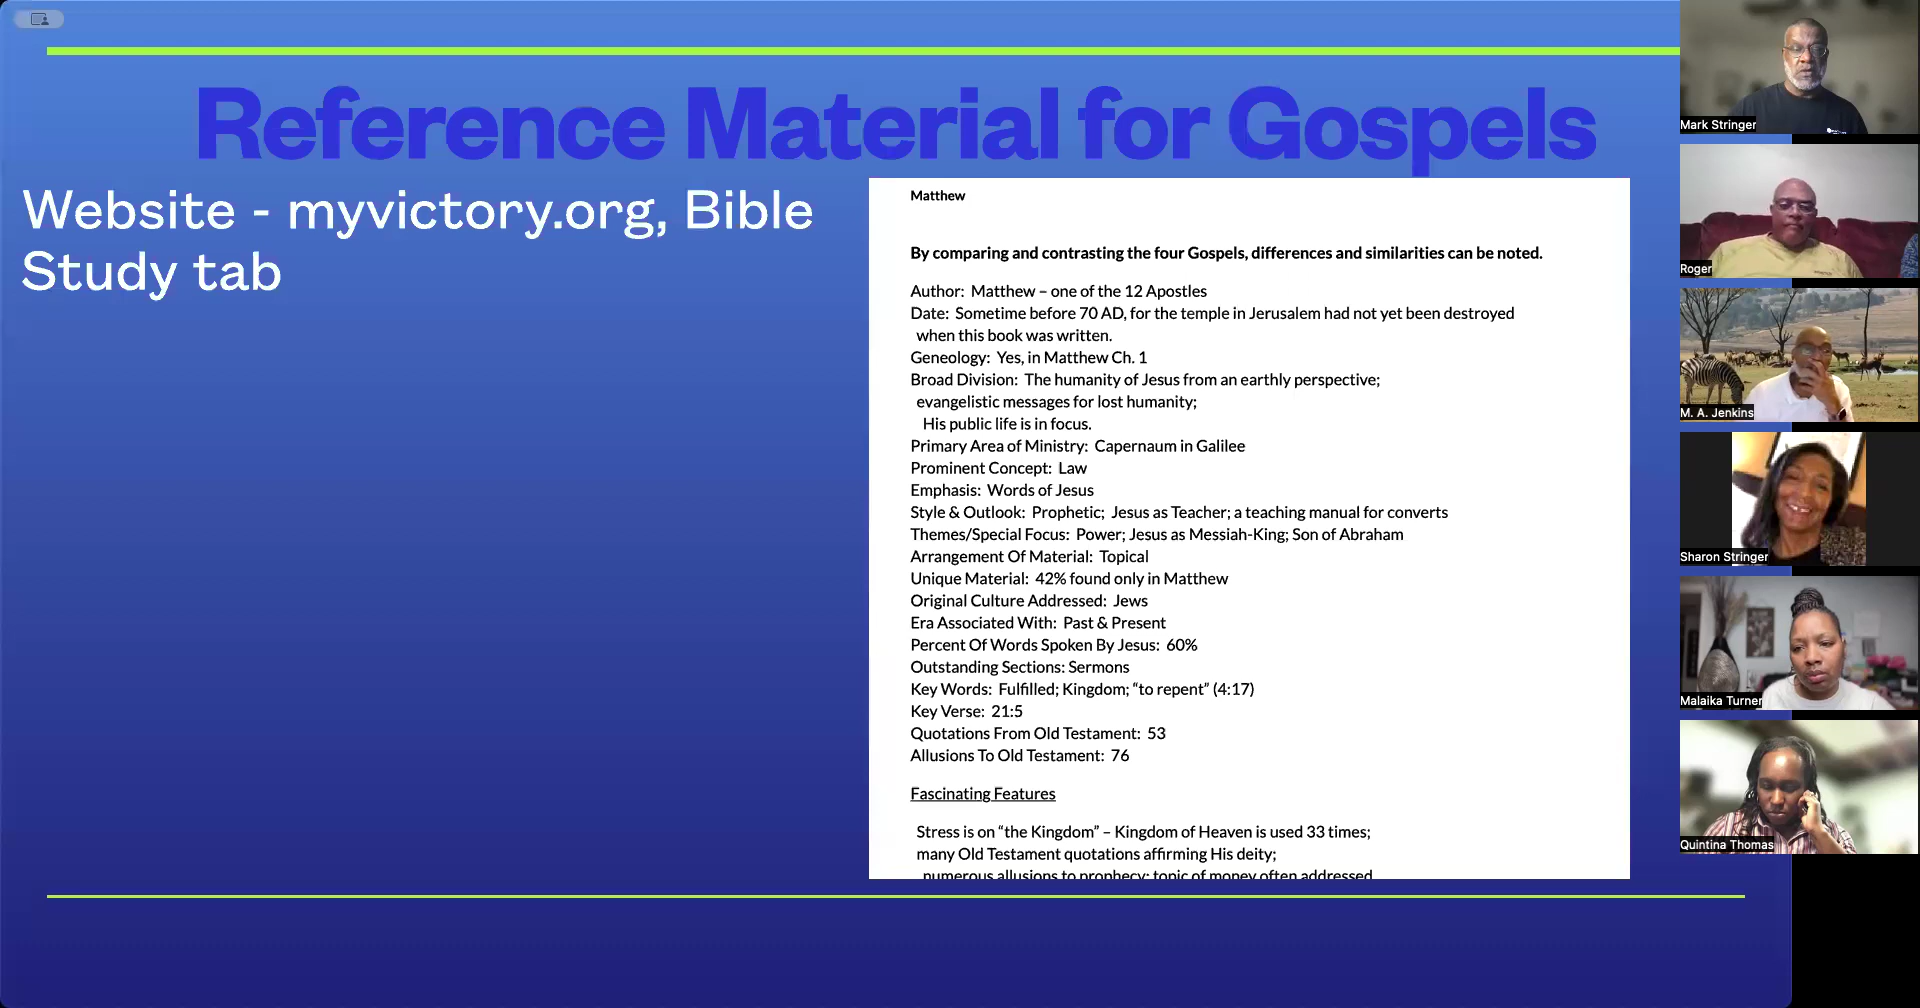 Reference Material for Gospels
Website - myvictory.org, Bible
Study tab
Matthew
By comparing and contrasting the four Gospels, differences and similarities can be noted.
Author: Matthew – one of the 12 Apostles
Date: Sometime before 70 AD, for the temple in Jerusalem had not yet been destroyed
when this book was written.
Geneology: Yes, in Matthew Ch. 1
Broad Division: The humanity of Jesus from an earthly perspective;
evangelistic messages for lost humanity;
His public life is in focus.
Primary Area of Ministry: Capernaum in Galilee
Prominent Concept: Law
Emphasis: Words of Jesus
Style & Outlook: Prophetic; Jesus as Teacher; a teaching manual for converts
Themes/Special Focus: Power; Jesus as Messiah-King; Son of Abraham
Arrangement Of Material: Topical
Unique Material: 42% found only in Matthew
Original Culture Addressed: Jews
Era Associated With: Past & Present
Percent Of Words Spoken By Jesus: 60%
Outstanding Sections: Sermons
Key Words: Fulfilled; Kingdom; “to repent” (4:17)
Key Verse: 21:5
Quotations From Old Testament: 53
Allusions To Old Testament: 76
Fascinating Features
Stress is on “the Kingdom” – Kingdom of Heaven is used 33 times;
many Old Testament quotations affirming His deity;
numerous allusions to prophecy; topic of money often addressed
Mark Stringer
Roger
M. A. Jenkins
Sharon Stringer
Malaika Turner
Quintina Thomas